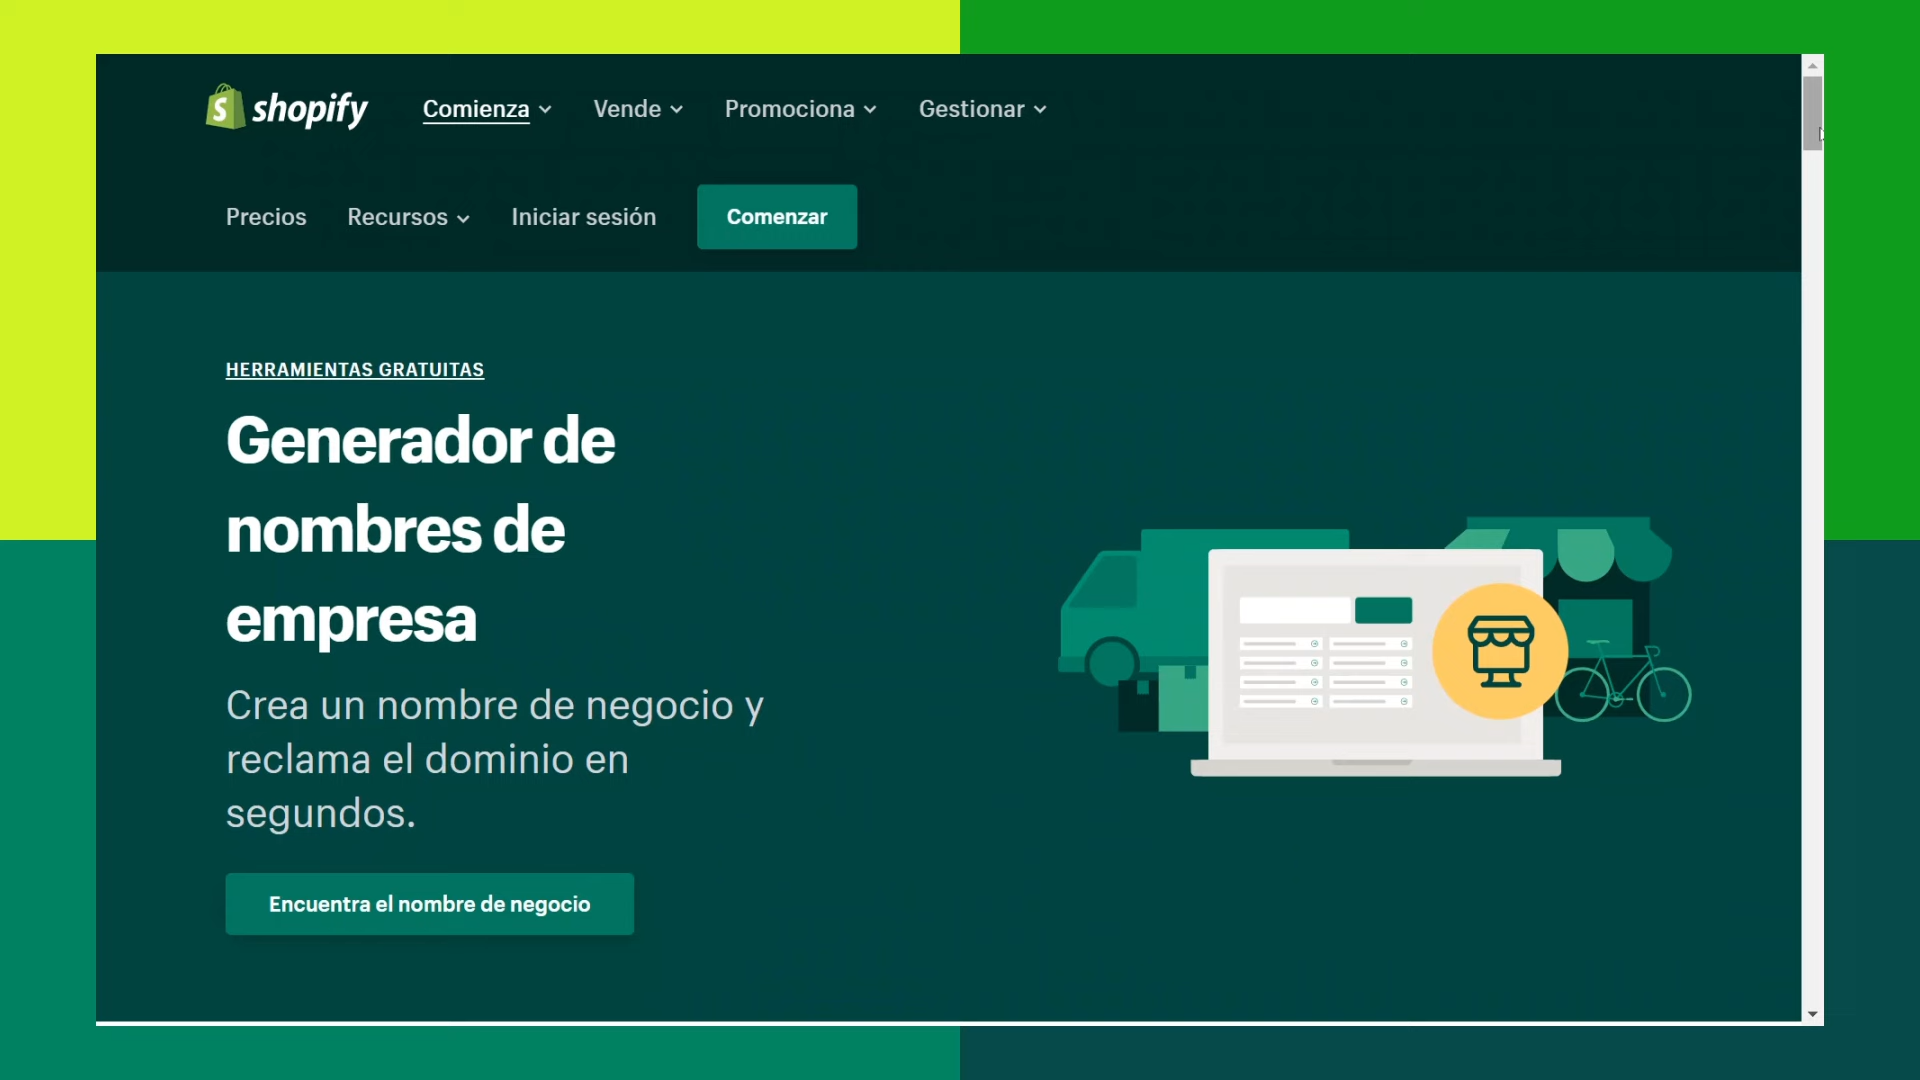 shopify Comienza Vende Promociona Gestionar
Precios Recursos Iniciar sesión Comenzar
HERRAMIENTAS GRATUITAS
Generador de
nombres de
empresa
Crea un nombre de negocio y
reclama el dominio en
segundos.
Encuentra el nombre de negocio